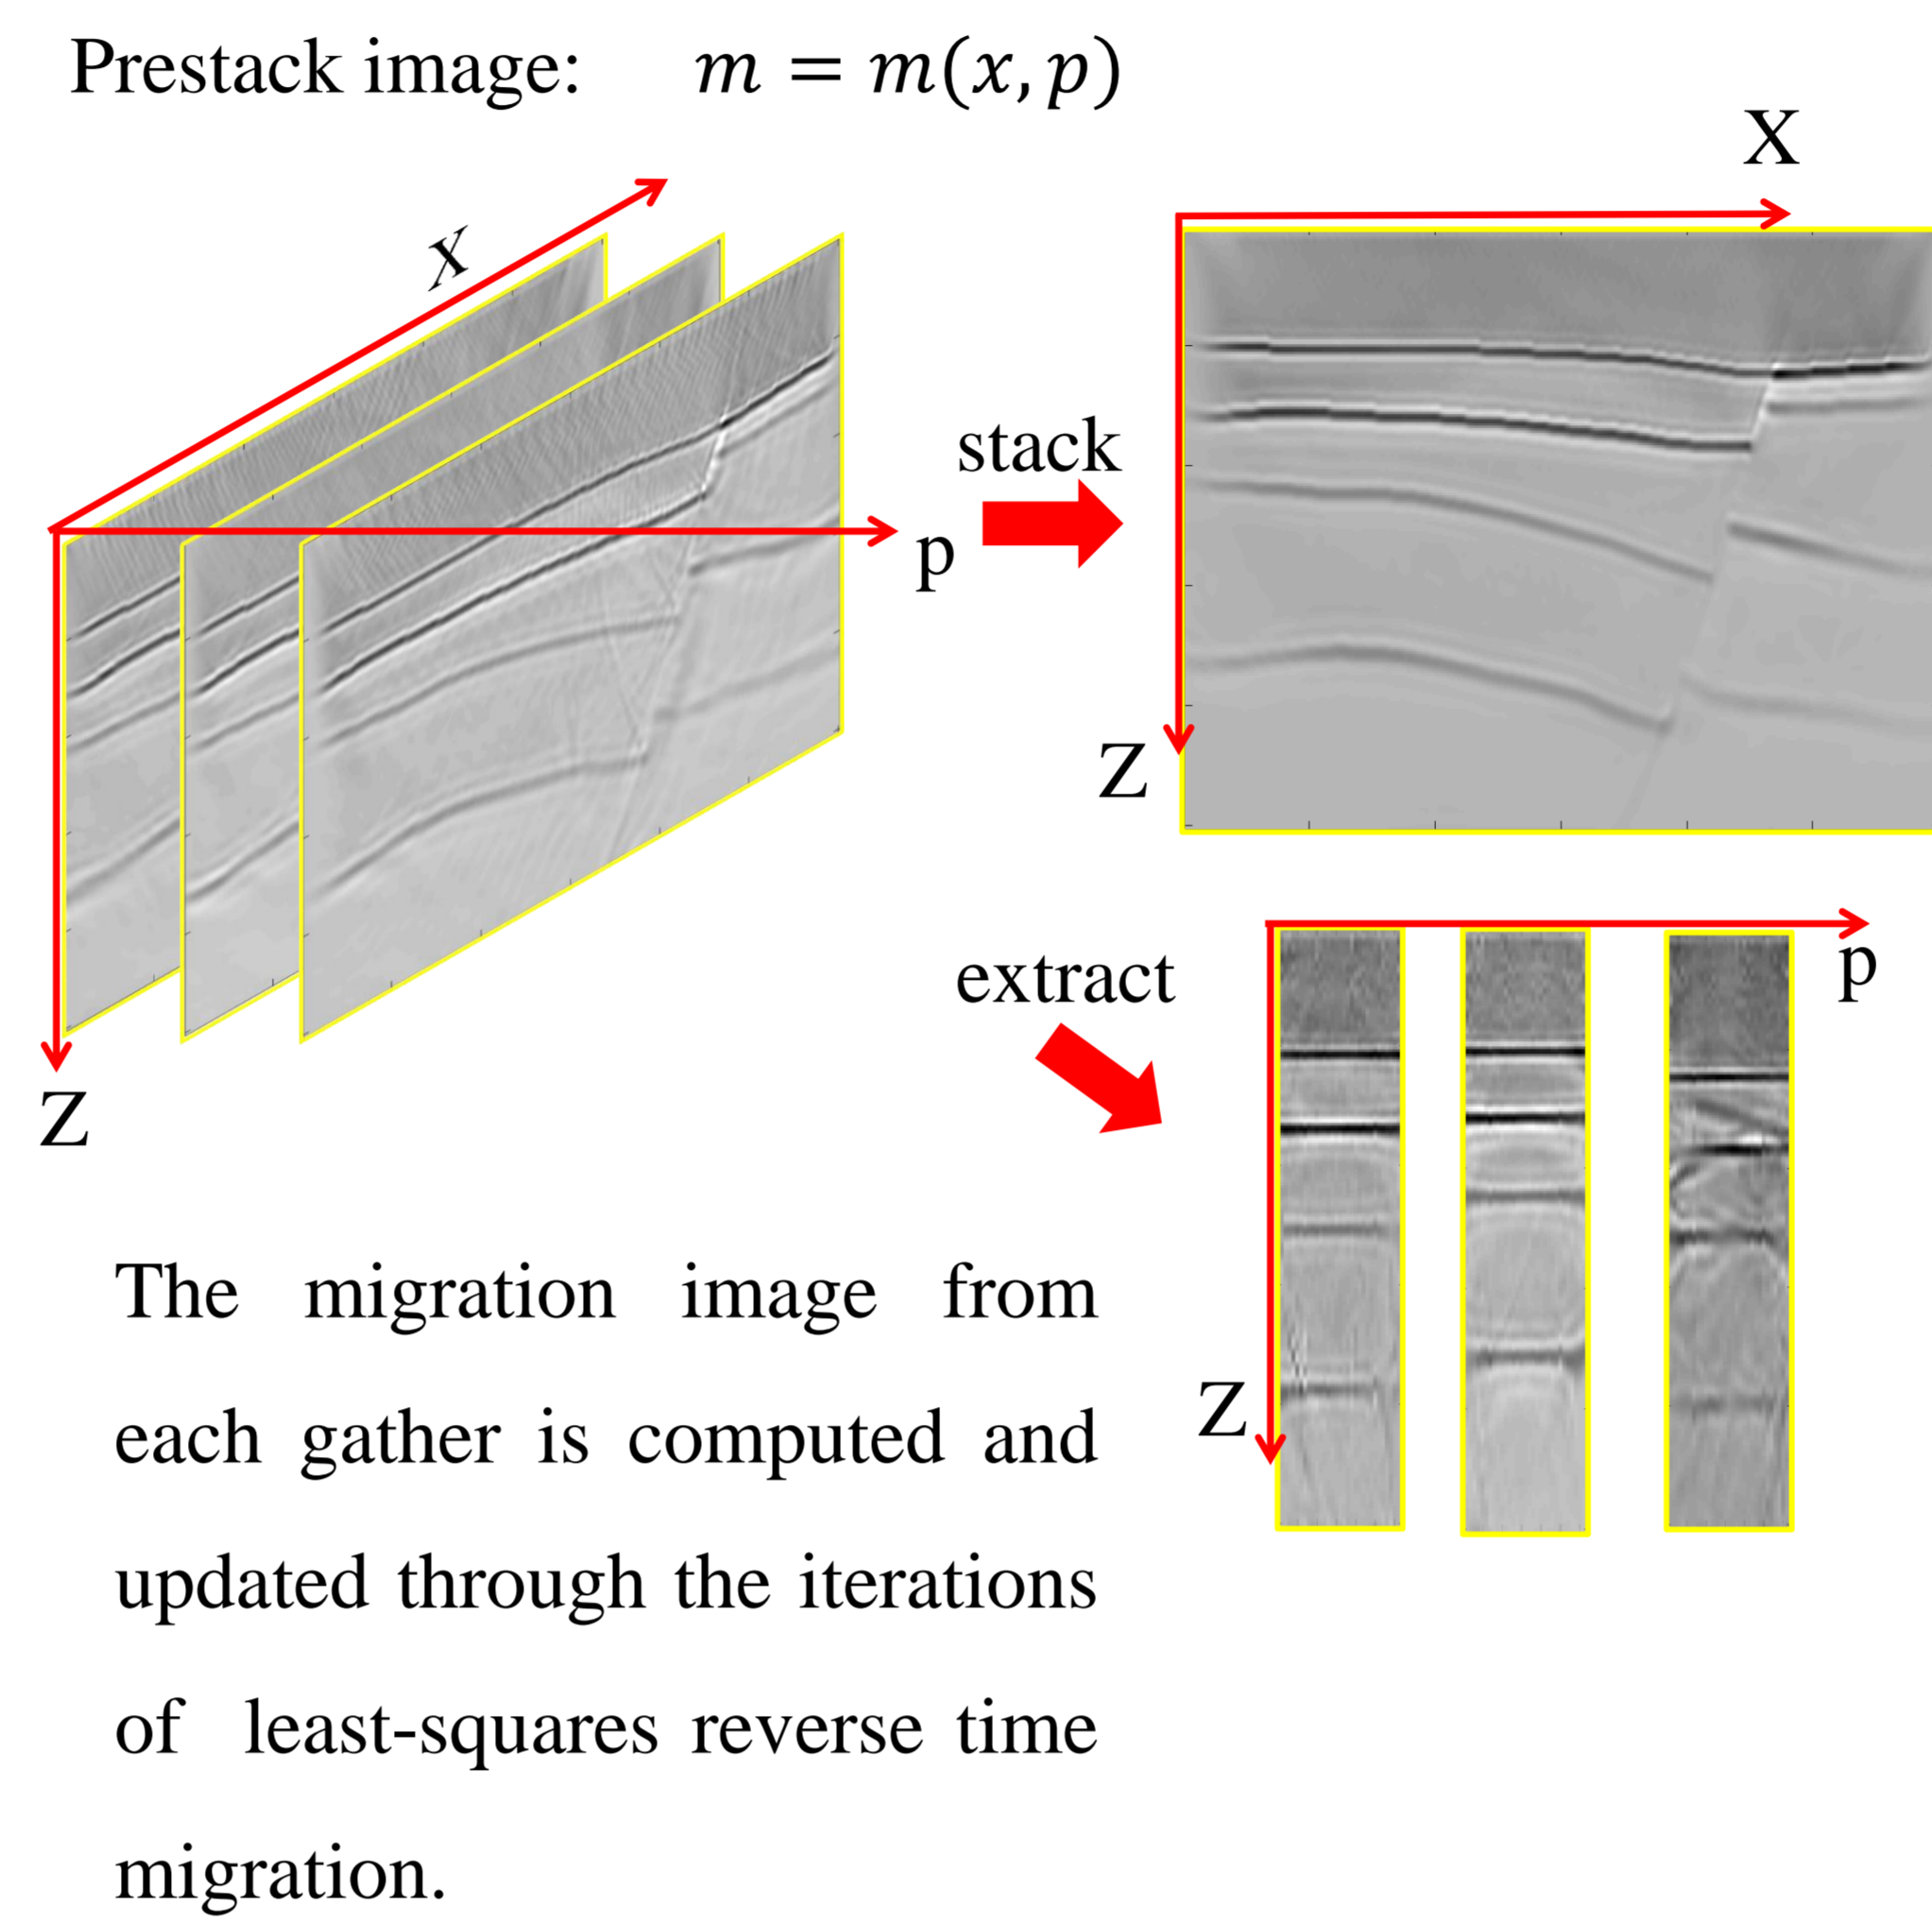 Prestack image: m = m(x, p)
X
X
stack
p
Z
Z
extract
p
Z
The migration image from
each gather is computed and
updated through the iterations
of least-squares reverse time
migration.